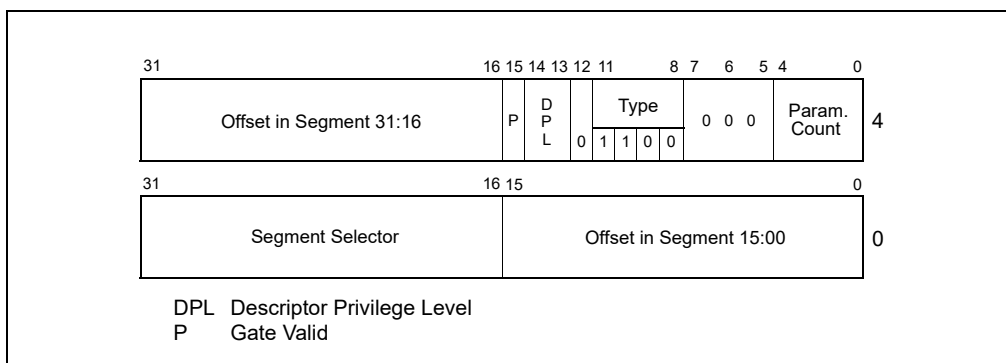 31 16 15 14 13 12 11 8 7 6 5 4 0
Offset in Segment 31:16 P D P L 0 Type 1 1 0 0 0 0 0 Param. Count 4
31 16 15 0
Segment Selector Offset in Segment 15:00 0
DPL Descriptor Privilege Level
P Gate Valid